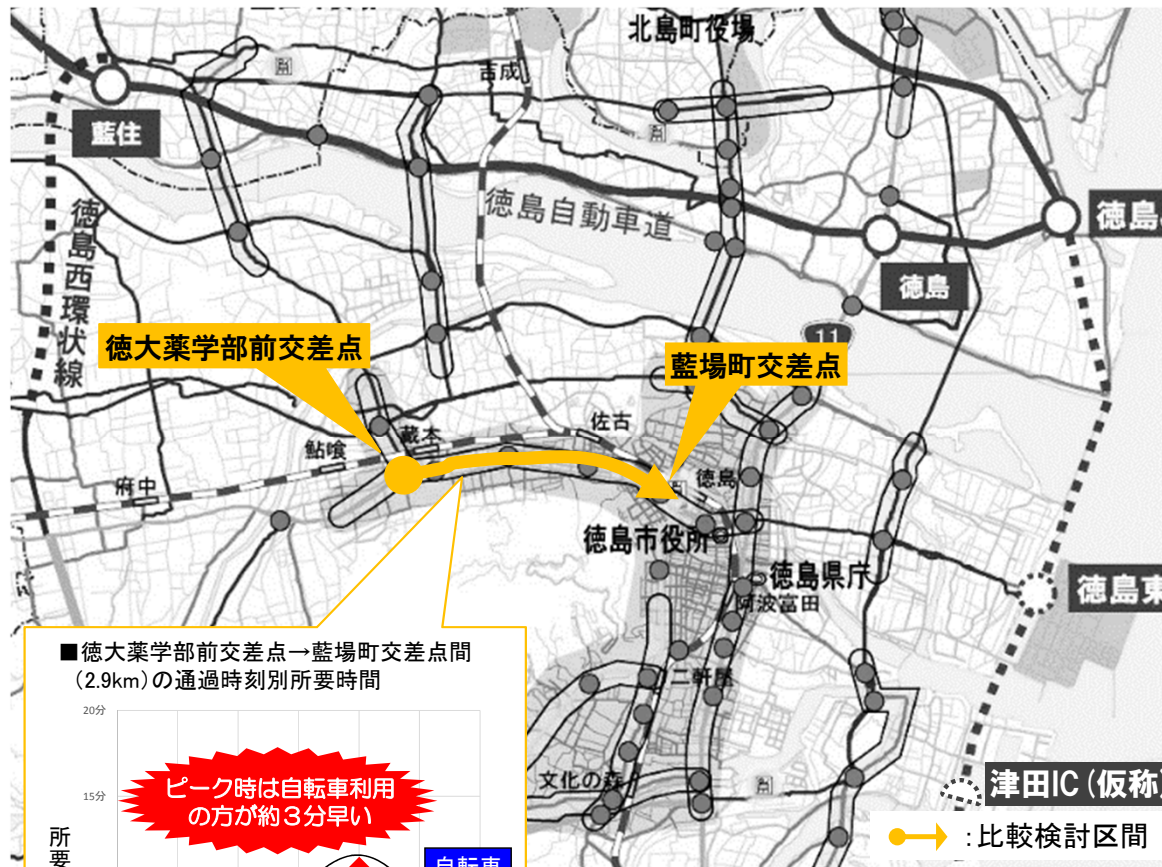 北島町役場
吉成
藍住
徳島自動車道
徳島
徳島
徳島西環状線
11
徳大薬学部前交差点
藍場町交差点
佐古
蔵本
鮎喰
府中
徳島
徳島市役所
徳島県庁
阿波富田
徳島東
二軒屋
文化の森
津田IC(仮称)
:比較検討区間
■徳大薬学部前交差点→藍場町交差点間
(2.9km)の通過時刻別所要時間
20分
ピーク時は自転車利用
の方が約3分早い
15分
所要
自転車